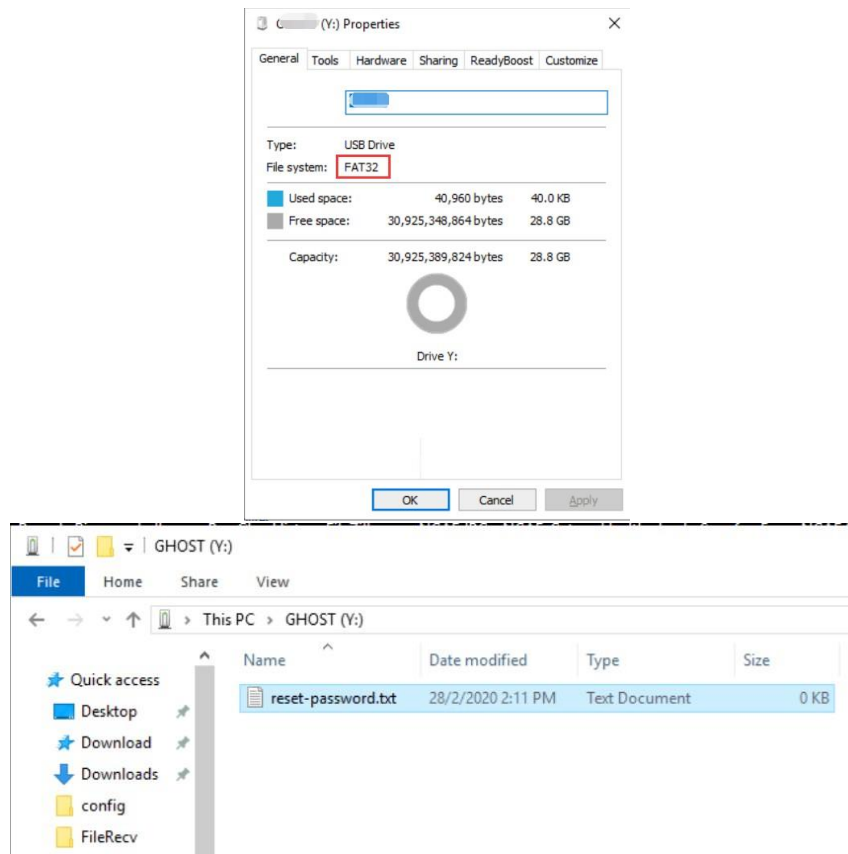 (Y:) Properties
General Tools Hardware Sharing ReadyBoost Customize
Type: USB Drive
File system: FAT32
Used space: 40,960 bytes 40.0 KB
Free space: 30,925,348,864 bytes 28.8 GB
Capacity: 30,925,389,824 bytes 28.8 GB
Drive Y:
OK Cancel Apply
GHOST (Y:)
File Home Share View
This PC > GHOST (Y:)
Name Date modified Type Size
Quick access
reset-password.txt 28/2/2020 2:11 PM Text Document 0 KB
Desktop
Download
Downloads
config
FileRecv